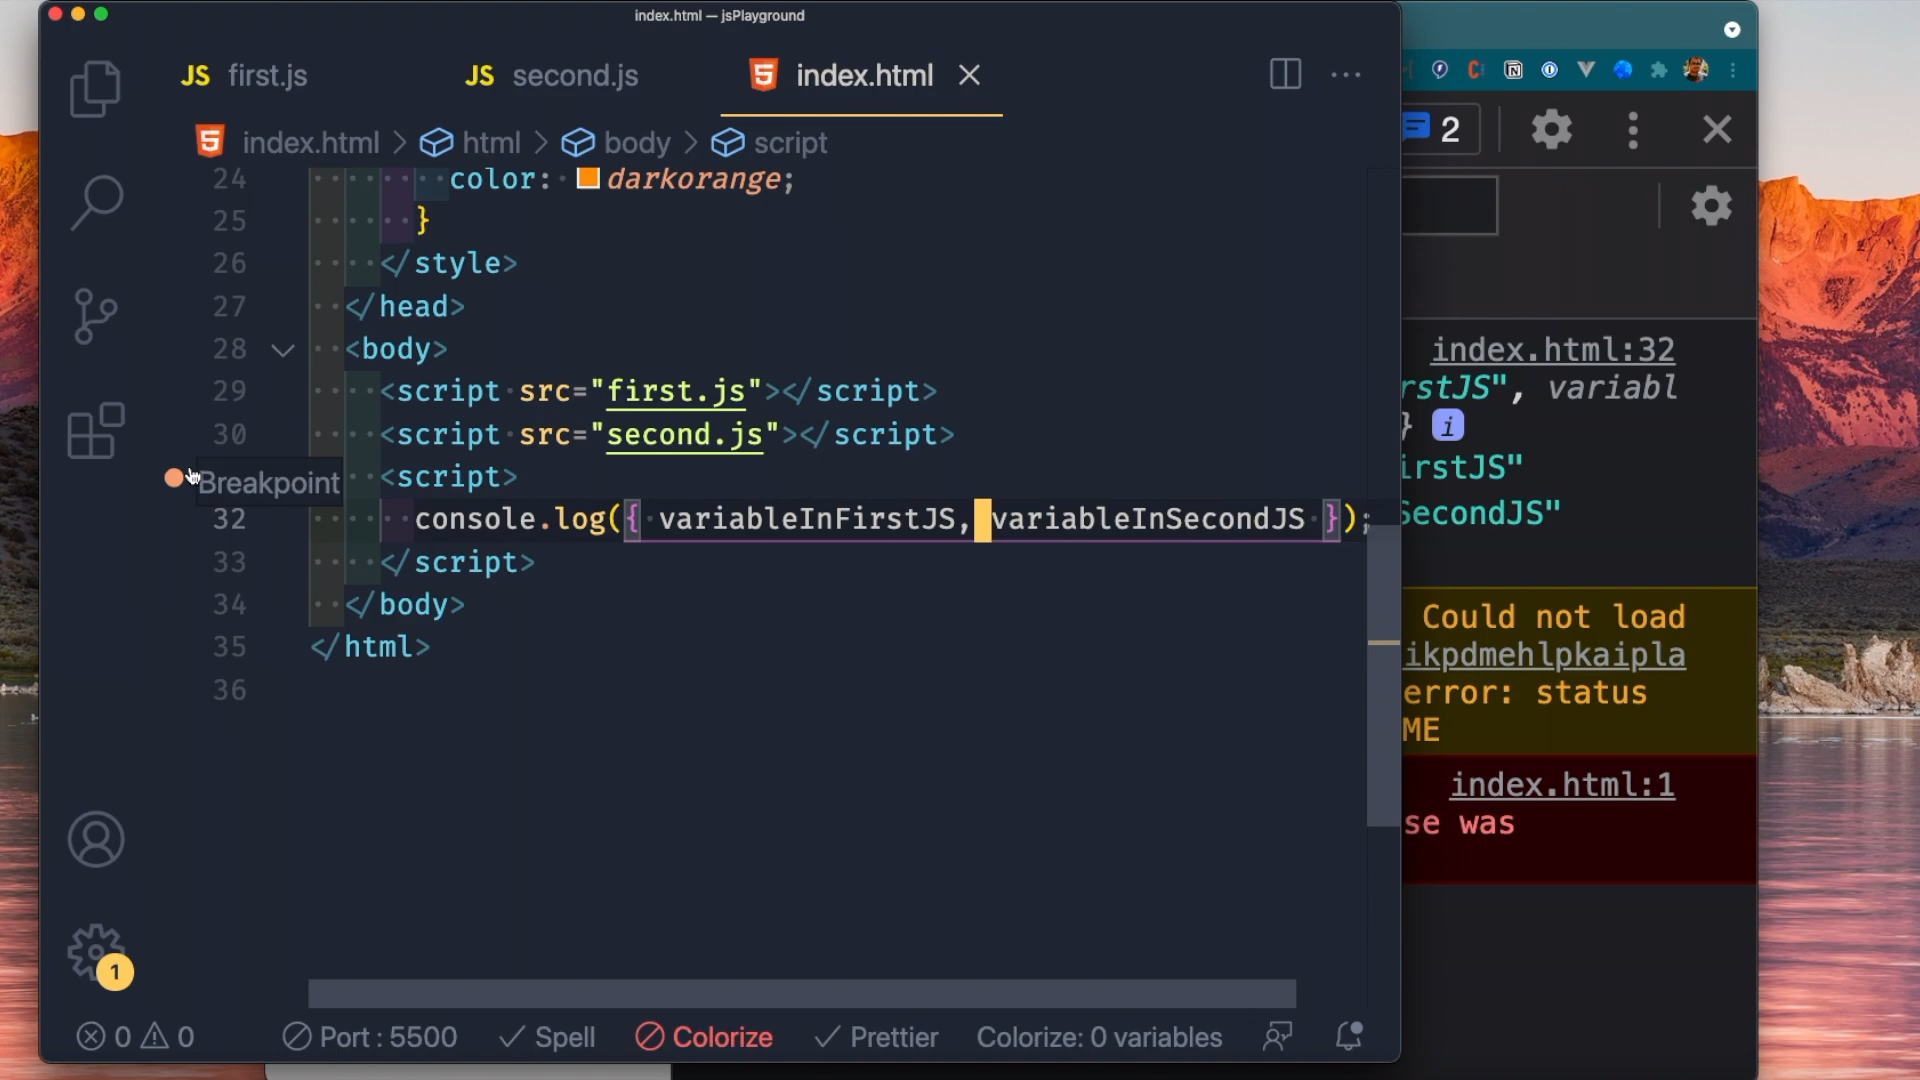 index.html — jsPlayground
JS first.js
JS second.js
5 index.html
5 index.html > html > body > script
24 color: darkorange;
25 }
26 </style>
27 </head>
28 <body>
29 <script src="first.js"></script>
30 <script src="second.js"></script>
Breakpoint <script>
32 console.log({ variableInFirstJS, variableInSecondJS });
33 </script>
34 </body>
35 </html>
36
1
0 0 Port : 5500 Spell Colorize Prettier Colorize: 0 variables
2
index.html:32
rstJS", variabl
} i
irstJS"
SecondJS"
Could not load
ikpdmehlpkaipla
error: status
ME
index.html:1
se was